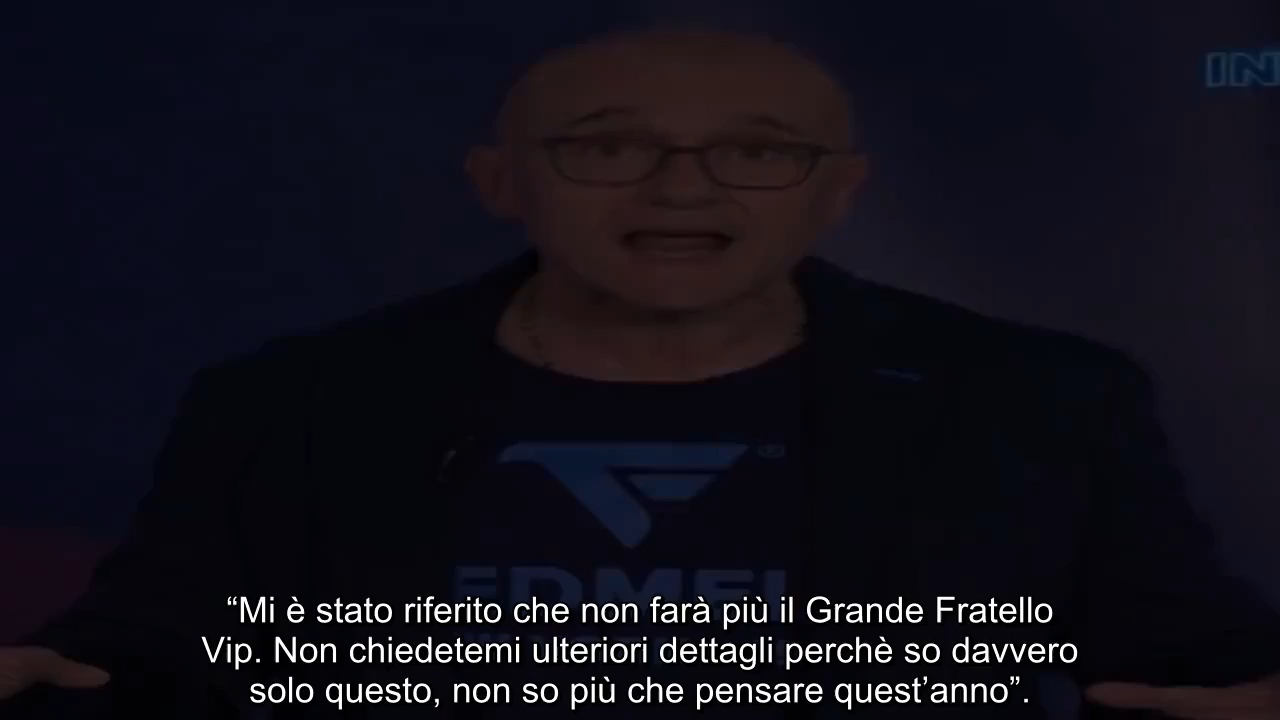 IN
“Mi è stato riferito che non farà più il Grande Fratello
Vip. Non chiedetemi ulteriori dettagli perchè so davvero
solo questo, non so più che pensare quest’anno”.